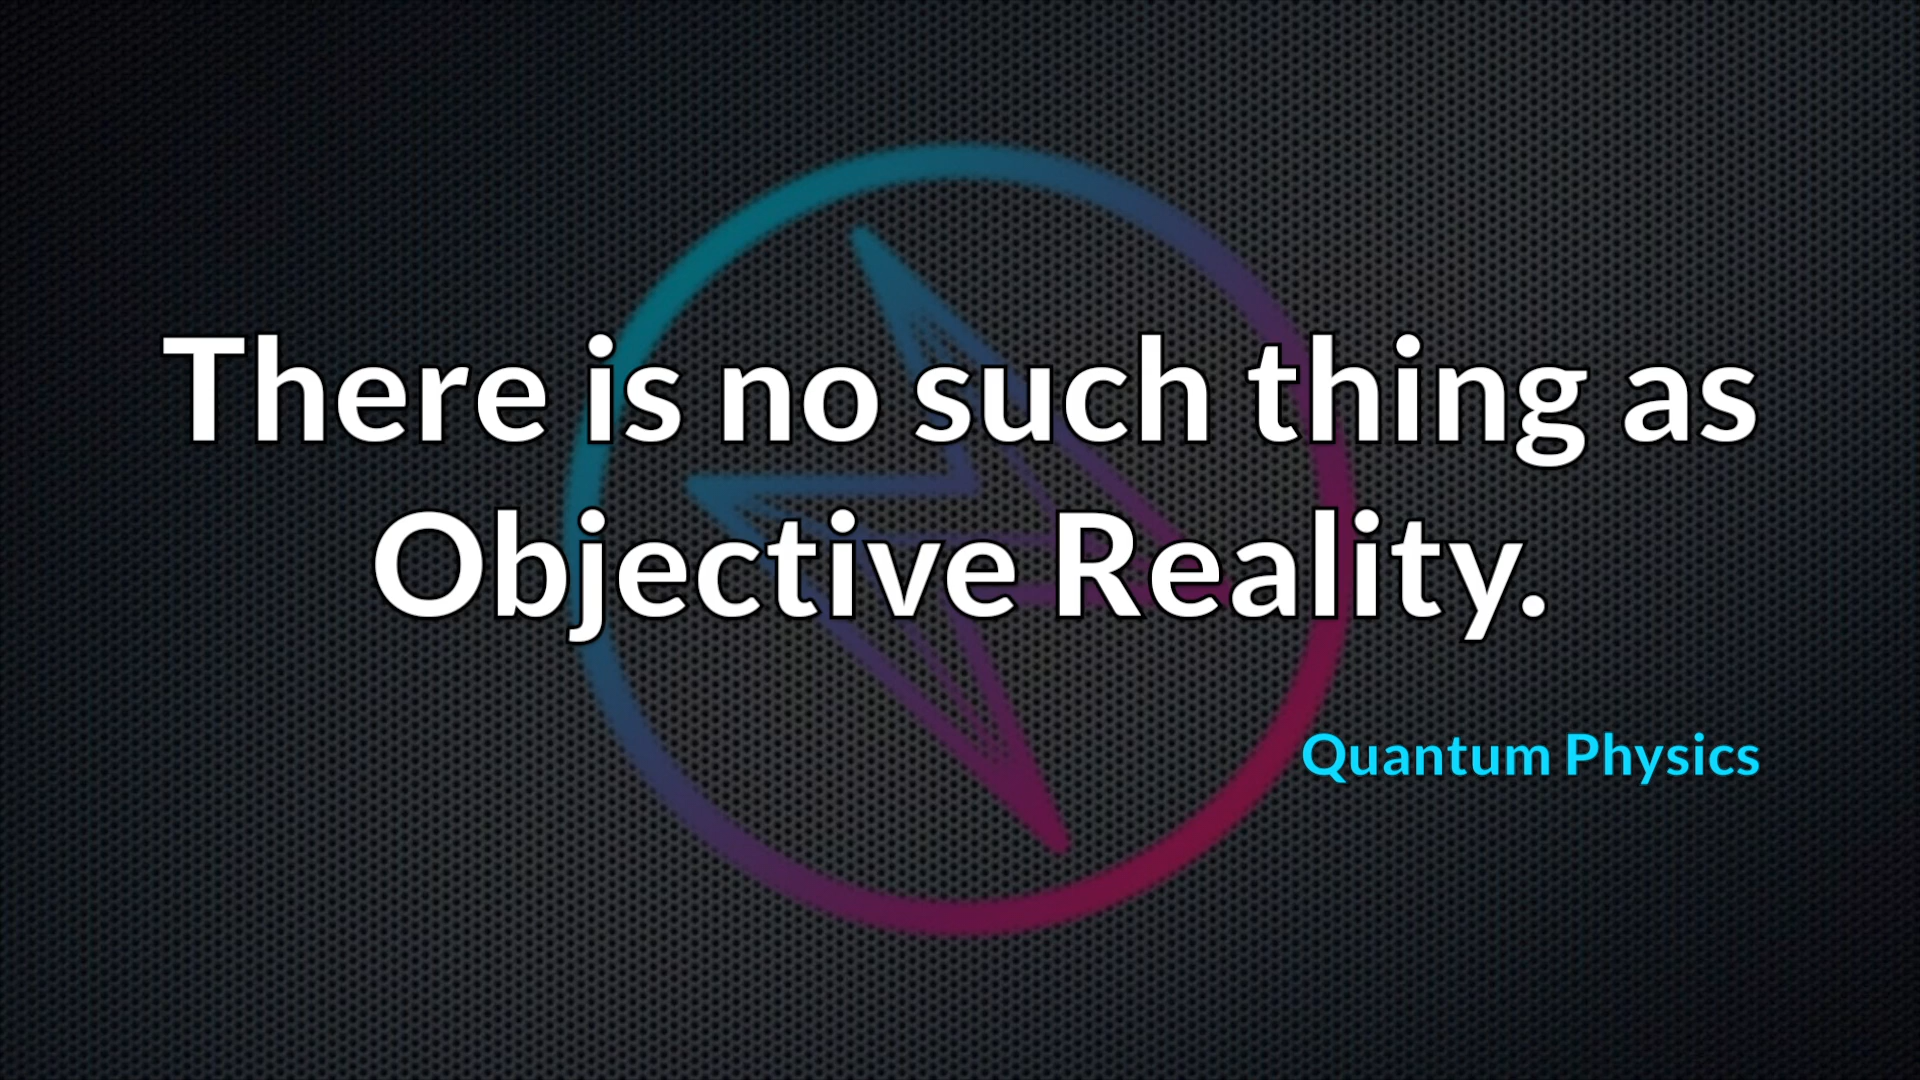 There is no such thing as
Objective Reality.
Quantum Physics